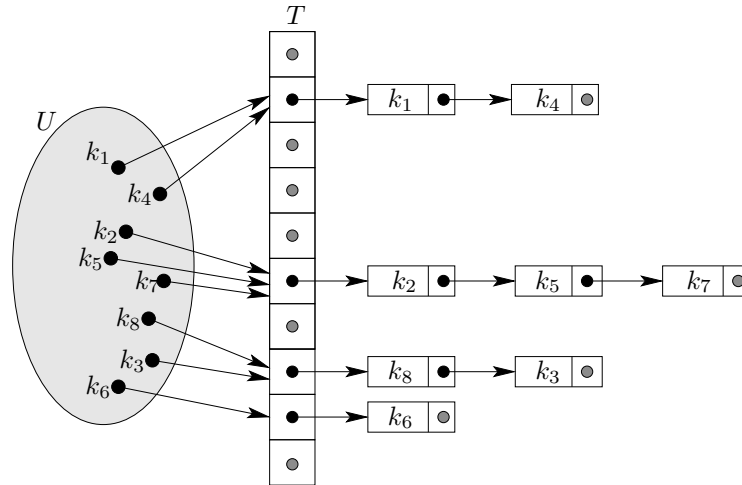 T
U
k₁ k₁ k₄
k₄
k₂
k₅ k₂ k₅ k₇
k₇
k₈
k₃ k₈ k₃
k₆ k₆